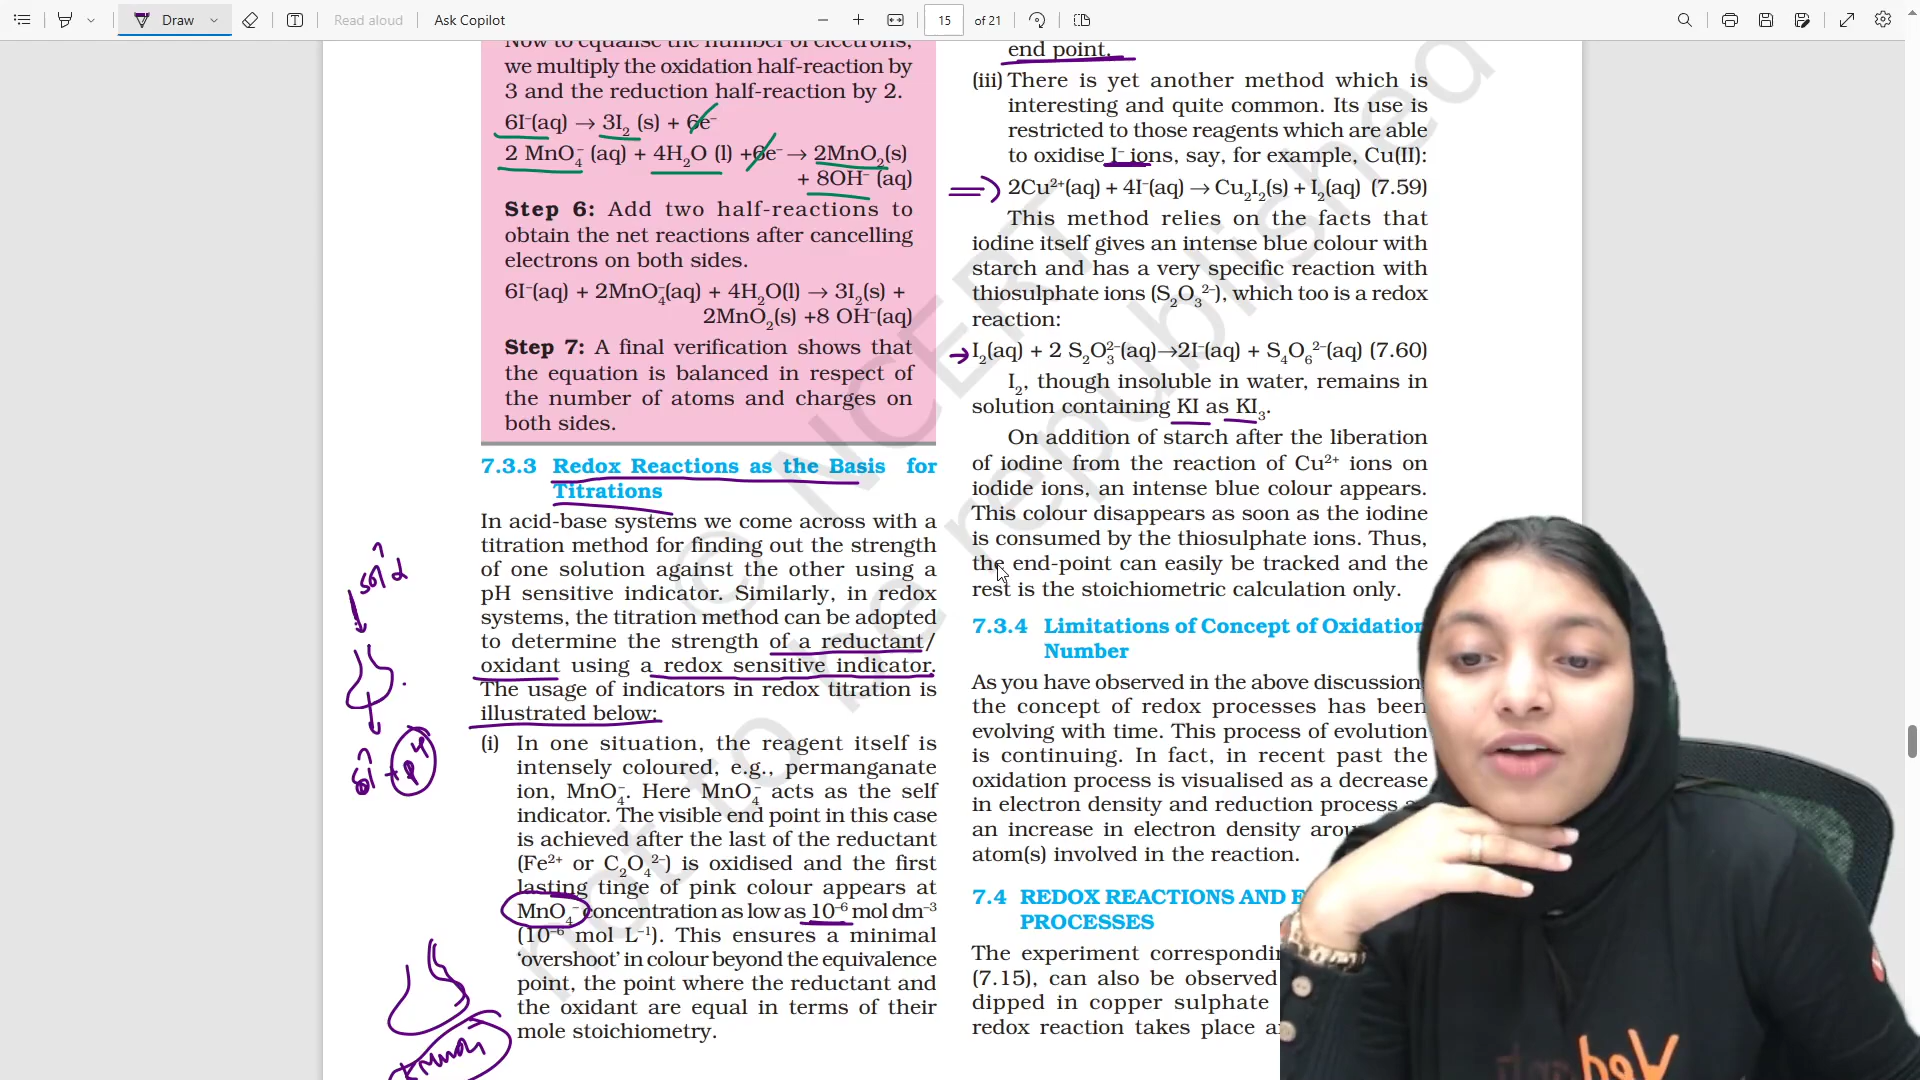 Draw
Read aloud
Ask Copilot
15 of 21
Now to equalise the number of electrons,
we multiply the oxidation half-reaction by
3 and the reduction half-reaction by 2.
6I⁻(aq) → 3I₂ (s) + 6e⁻
2 MnO₄⁻ (aq) + 4H₂O (l) +6e⁻ → 2MnO₂(s)
+ 8OH⁻ (aq)
Step 6: Add two half-reactions to
obtain the net reactions after cancelling
electrons on both sides.
6I⁻(aq) + 2MnO₄⁻(aq) + 4H₂O(l) → 3I₂(s) +
2MnO₂(s) +8 OH⁻(aq)
Step 7: A final verification shows that
the equation is balanced in respect of
the number of atoms and charges on
both sides.
7.3.3 Redox Reactions as the Basis for
Titrations
In acid-base systems we come across with a
titration method for finding out the strength
of one solution against the other using a
pH sensitive indicator. Similarly, in redox
systems, the titration method can be adopted
to determine the strength of a reductant/
oxidant using a redox sensitive indicator.
The usage of indicators in redox titration is
illustrated below:
(i) In one situation, the reagent itself is
intensely coloured, e.g., permanganate
ion, MnO₄⁻. Here MnO₄⁻ acts as the self
indicator. The visible end point in this case
is achieved after the last of the reductant
(Fe²⁺ or C₂O₄²⁻) is oxidised and the first
lasting tinge of pink colour appears at
MnO₄⁻ concentration as low as 10⁻⁶ mol dm⁻³
(10⁻⁶ mol L⁻¹). This ensures a minimal
‘overshoot’ in colour beyond the equivalence
point, the point where the reductant and
the oxidant are equal in terms of their
mole stoichiometry.
end point.
(iii) There is yet another method which is
interesting and quite common. Its use is
restricted to those reagents which are able
to oxidise I⁻ ions, say, for example, Cu(II):
2Cu²⁺(aq) + 4I⁻(aq) → Cu₂I₂(s) + I₂(aq) (7.59)
This method relies on the facts that
iodine itself gives an intense blue colour with
starch and has a very specific reaction with
thiosulphate ions (S₂O₃²⁻), which too is a redox
reaction:
I₂(aq) + 2 S₂O₃²⁻(aq)→2I⁻(aq) + S₄O₆²⁻(aq) (7.60)
I₂, though insoluble in water, remains in
solution containing KI as KI₃.
On addition of starch after the liberation
of iodine from the reaction of Cu²⁺ ions on
iodide ions, an intense blue colour appears.
This colour disappears as soon as the iodine
is consumed by the thiosulphate ions. Thus,
the end-point can easily be tracked and the
rest is the stoichiometric calculation only.
7.3.4 Limitations of Concept of Oxidation
Number
As you have observed in the above discussion,
the concept of redox processes has been
evolving with time. This process of evolution
is continuing. In fact, in recent past the
oxidation process is visualised as a decrease
in electron density and reduction process
an increase in electron density
atom(s) involved in the reaction.
7.4 REDOX REACTIONS AND
PROCESSES
The experiment
(7.15), can also be observed
dipped in copper sulphate
redox reaction takes place
© NCERT
not to be republished